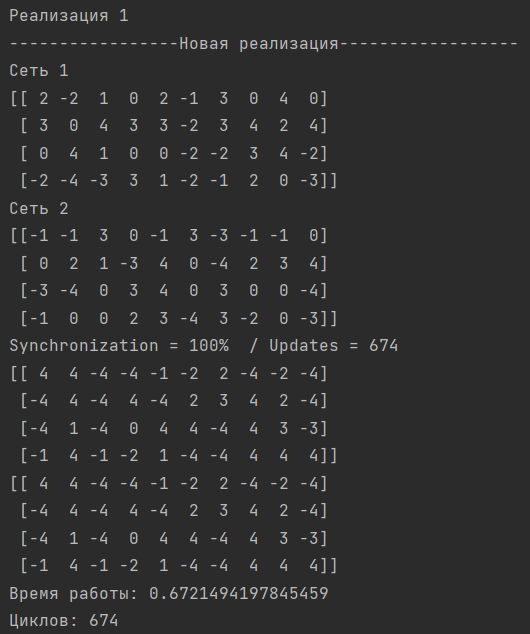 Реализация 1
-----------------Новая реализация------------------
Сеть 1
[[ 2 -2  1  0  2 -1  3  0  4  0]
 [ 3  0  4  3  3 -2  3  4  2  4]
 [ 0  4  1  0  0 -2 -2  3  4 -2]
 [-2 -4 -3  3  1 -2 -1  2  0 -3]]
Сеть 2
[[-1 -1  3  0 -1  3 -3 -1 -1  0]
 [ 0  2  1 -3  4  0 -4  2  3  4]
 [-3 -4  0  3  4  0  3  0  0 -4]
 [-1  0  0  2  3 -4  3 -2  0 -3]]
Synchronization = 100%  / Updates = 674
[[ 4  4 -4 -4 -1 -2  2 -4 -2 -4]
 [-4 -4  4 -4  2  3  4  2 -4]
 [-4  1 -4  0  4  4 -4  4  3 -3]
 [-1  4 -1 -2  1 -4 -4  4  4  4]]
[[ 4  4 -4 -4 -1 -2  2 -4 -2 -4]
 [-4 -4  4 -4  2  3  4  2 -4]
 [-4  1 -4  0  4  4 -4  4  3 -3]
 [-1  4 -1 -2  1 -4 -4  4  4  4]]
Время работы: 0.6721494197845459
Циклов: 674